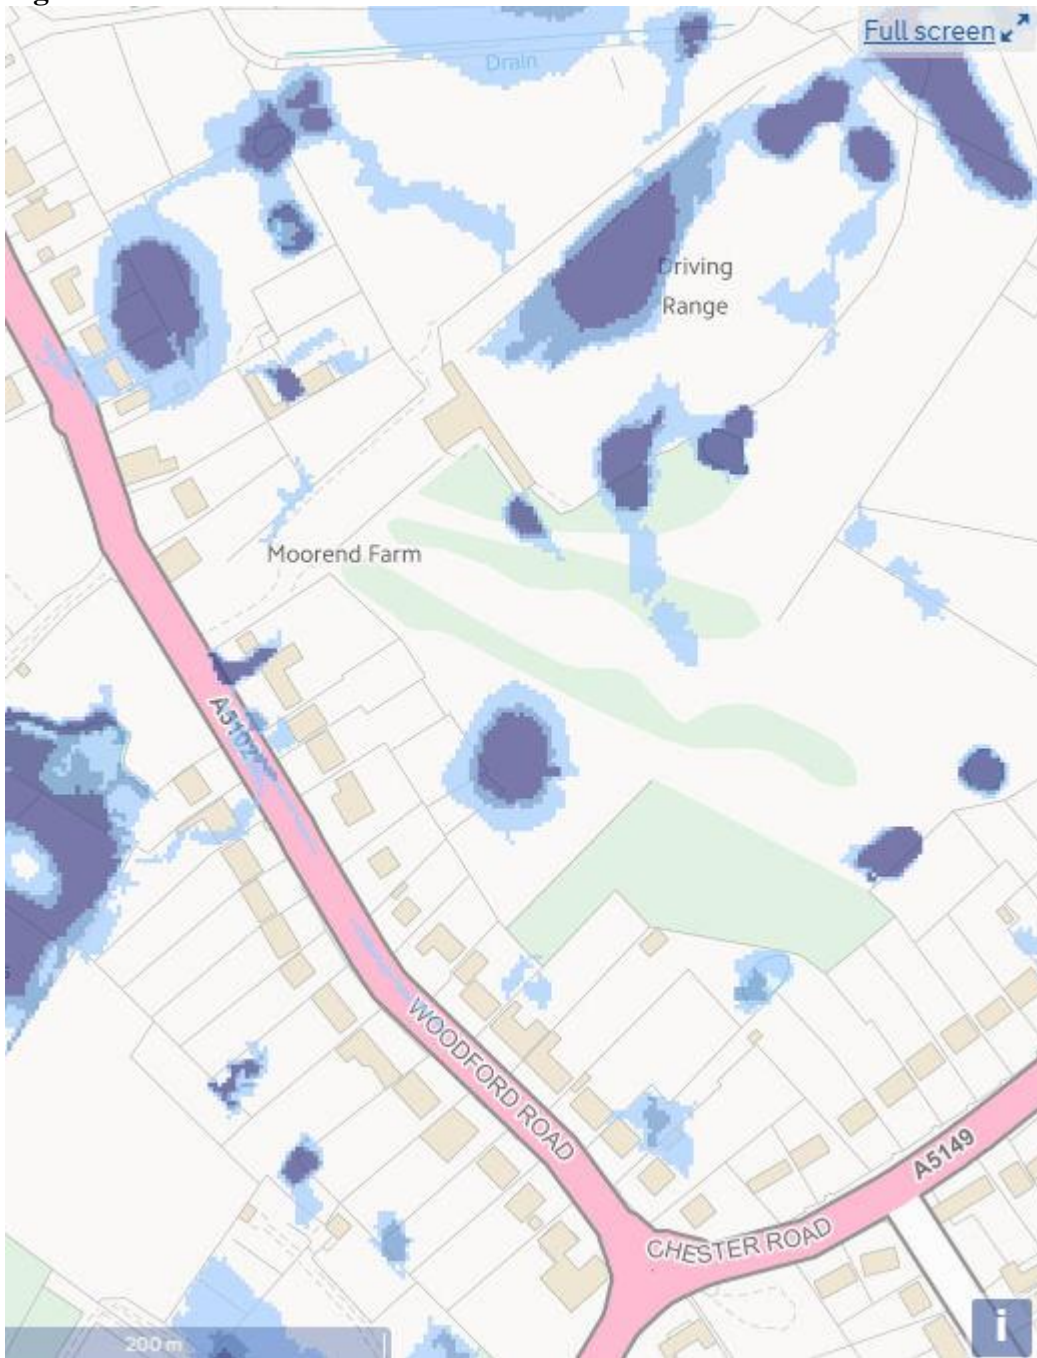 Full screen
Drain
Driving
Range
Moorend Farm
A5102
WOODFORD ROAD
A5149
CHESTER ROAD
200 m
i